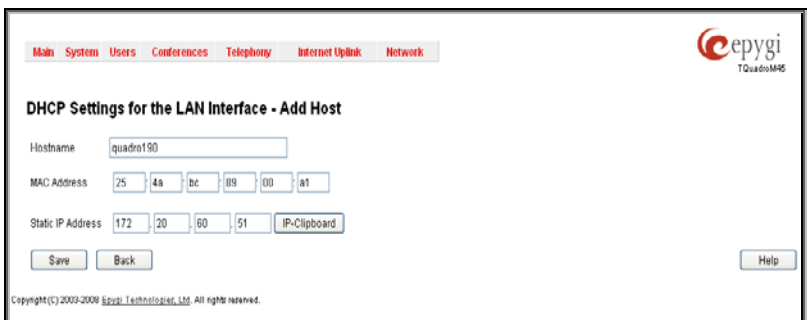 Main System Users Conferences Telephony Internet Uplink Network
epygi
TQuadroM45
DHCP Settings for the LAN Interface - Add Host
Hostname quadro190
MAC Address 25 : 4a : bc : 89 : 00 : a1
Static IP Address 172 . 20 . 60 . 51 IP-Clipboard
Save Back Help
Copyright (C) 2003-2008 Epygi Technologies, Ltd. All rights reserved.